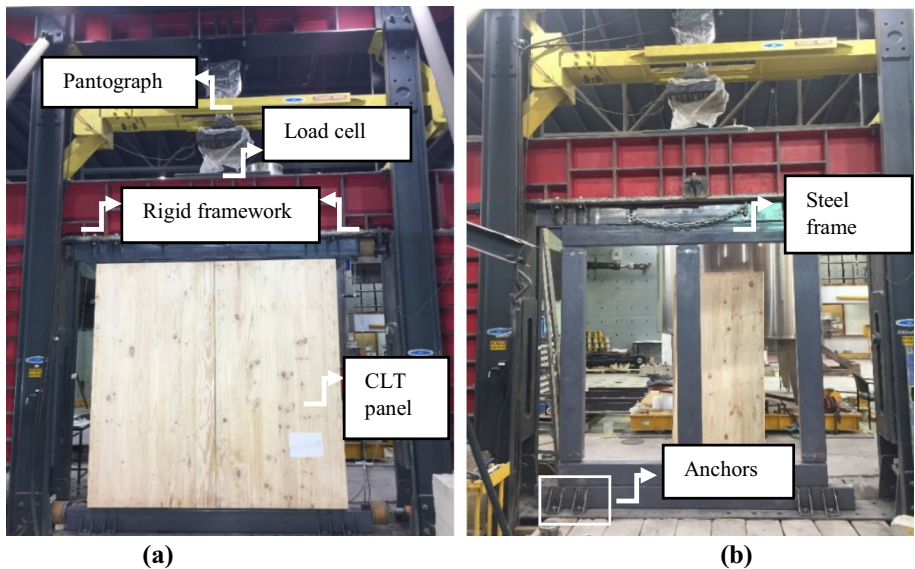 Pantograph
Load cell
Rigid framework
CLT
panel
(a)
Steel
frame
Anchors
(b)